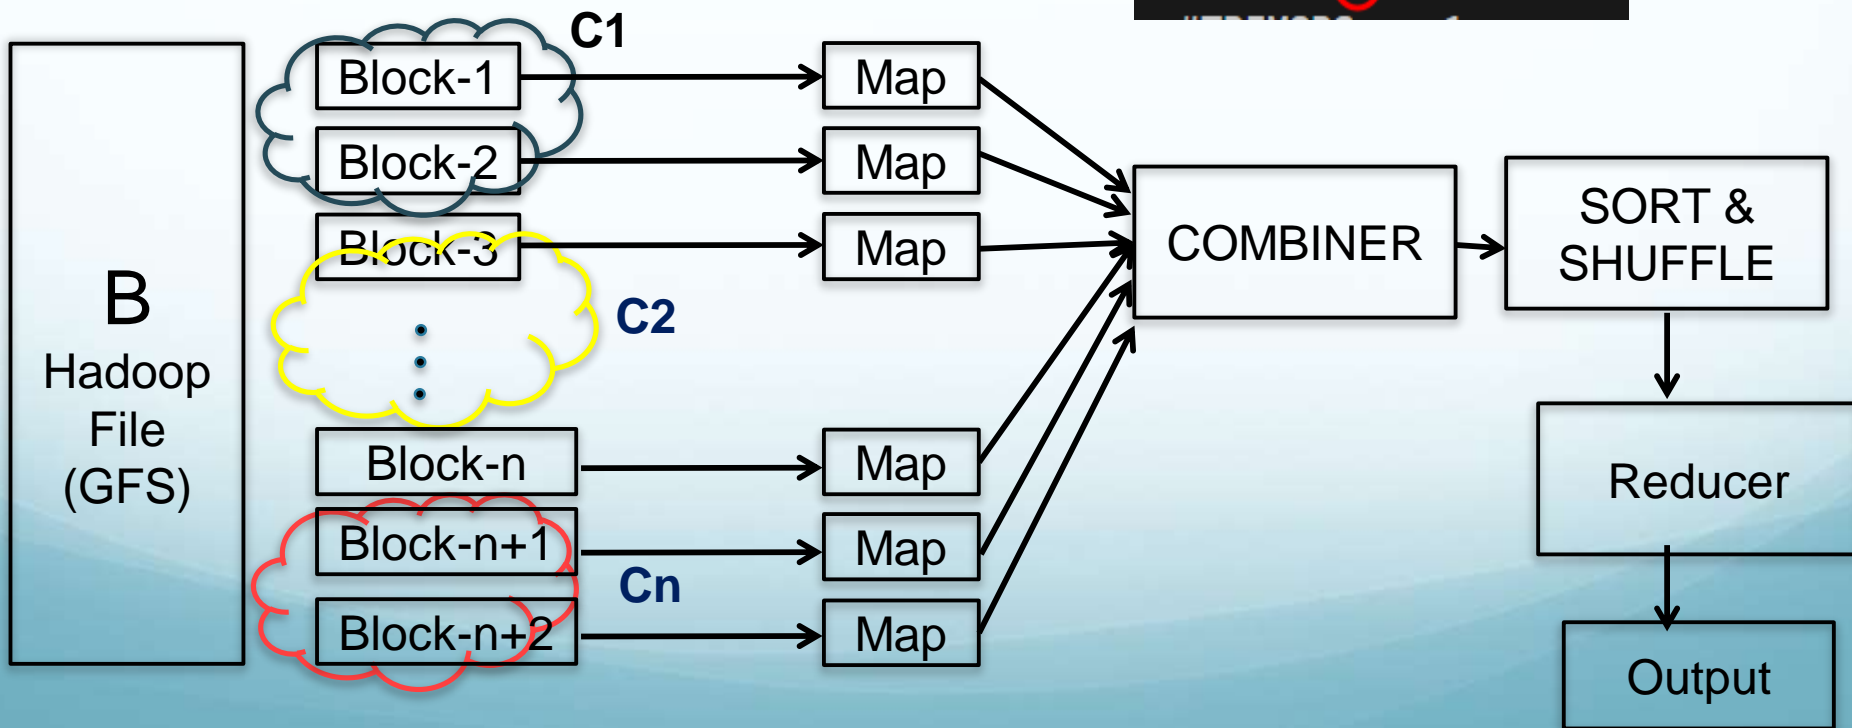 C1
B
Hadoop
File
(GFS)
Block-1
Block-2
Block-3
C2
Block-n
Block-n+1
Cn
Block-n+2
Map
Map
Map
Map
Map
Map
COMBINER
SORT &
SHUFFLE
Reducer
Output